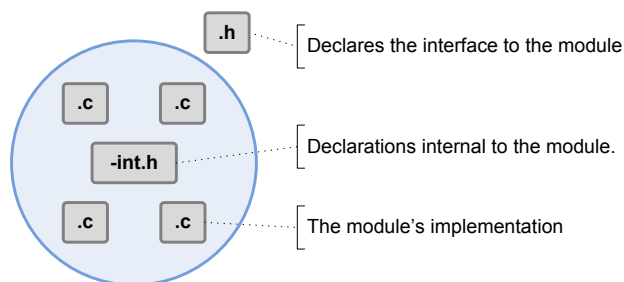 .h
Declares the interface to the module
.c
.c
-int.h
Declarations internal to the module.
.c
.c
The module’s implementation